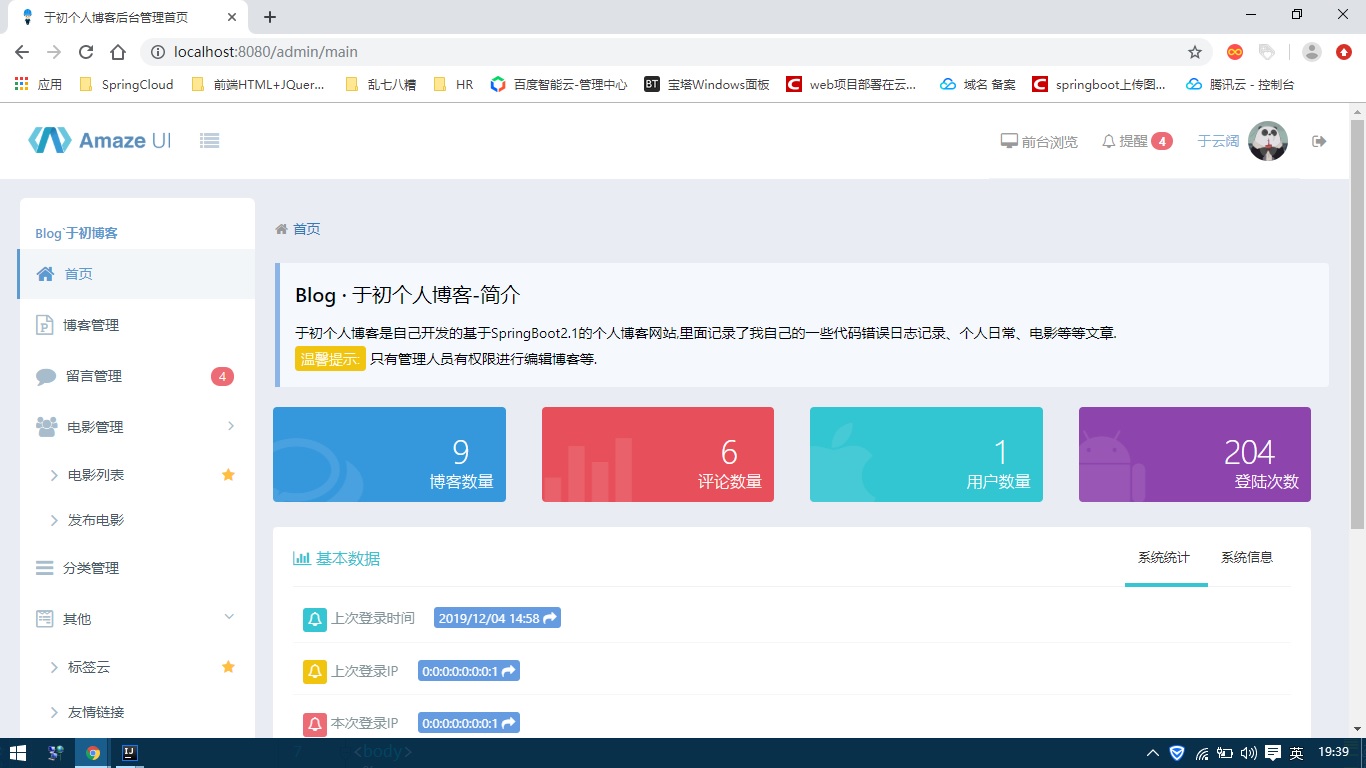 于初个人博客后台管理首页
localhost:8080/admin/main
应用 SpringCloud 前端HTML+JQuer... 乱七八糟 HR 百度智能云-管理中心 BT 宝塔Windows面板 web项目部署在云... 域名 备案 springboot上传图... 腾讯云 - 控制台
Amaze UI 前台浏览 提醒 4 于云阔
Blog`于初博客
首页
博客管理
留言管理 4
电影管理
电影列表
发布电影
分类管理
其他
标签云
友情链接
首页
Blog · 于初个人博客-简介
于初个人博客是自己开发的基于SpringBoot2.1的个人博客网站,里面记录了我自己的一些代码错误日志记录、个人日常、电影等等文章.
温馨提示: 只有管理人员有权限进行编辑博客等.
9
博客数量
6
评论数量
1
用户数量
204
登陆次数
基本数据 系统统计 系统信息
上次登录时间 2019/12/04 14:58
上次登录IP 0:0:0:0:0:0:0:1
本次登录IP 0:0:0:0:0:0:0:1
<body>
英 19:39